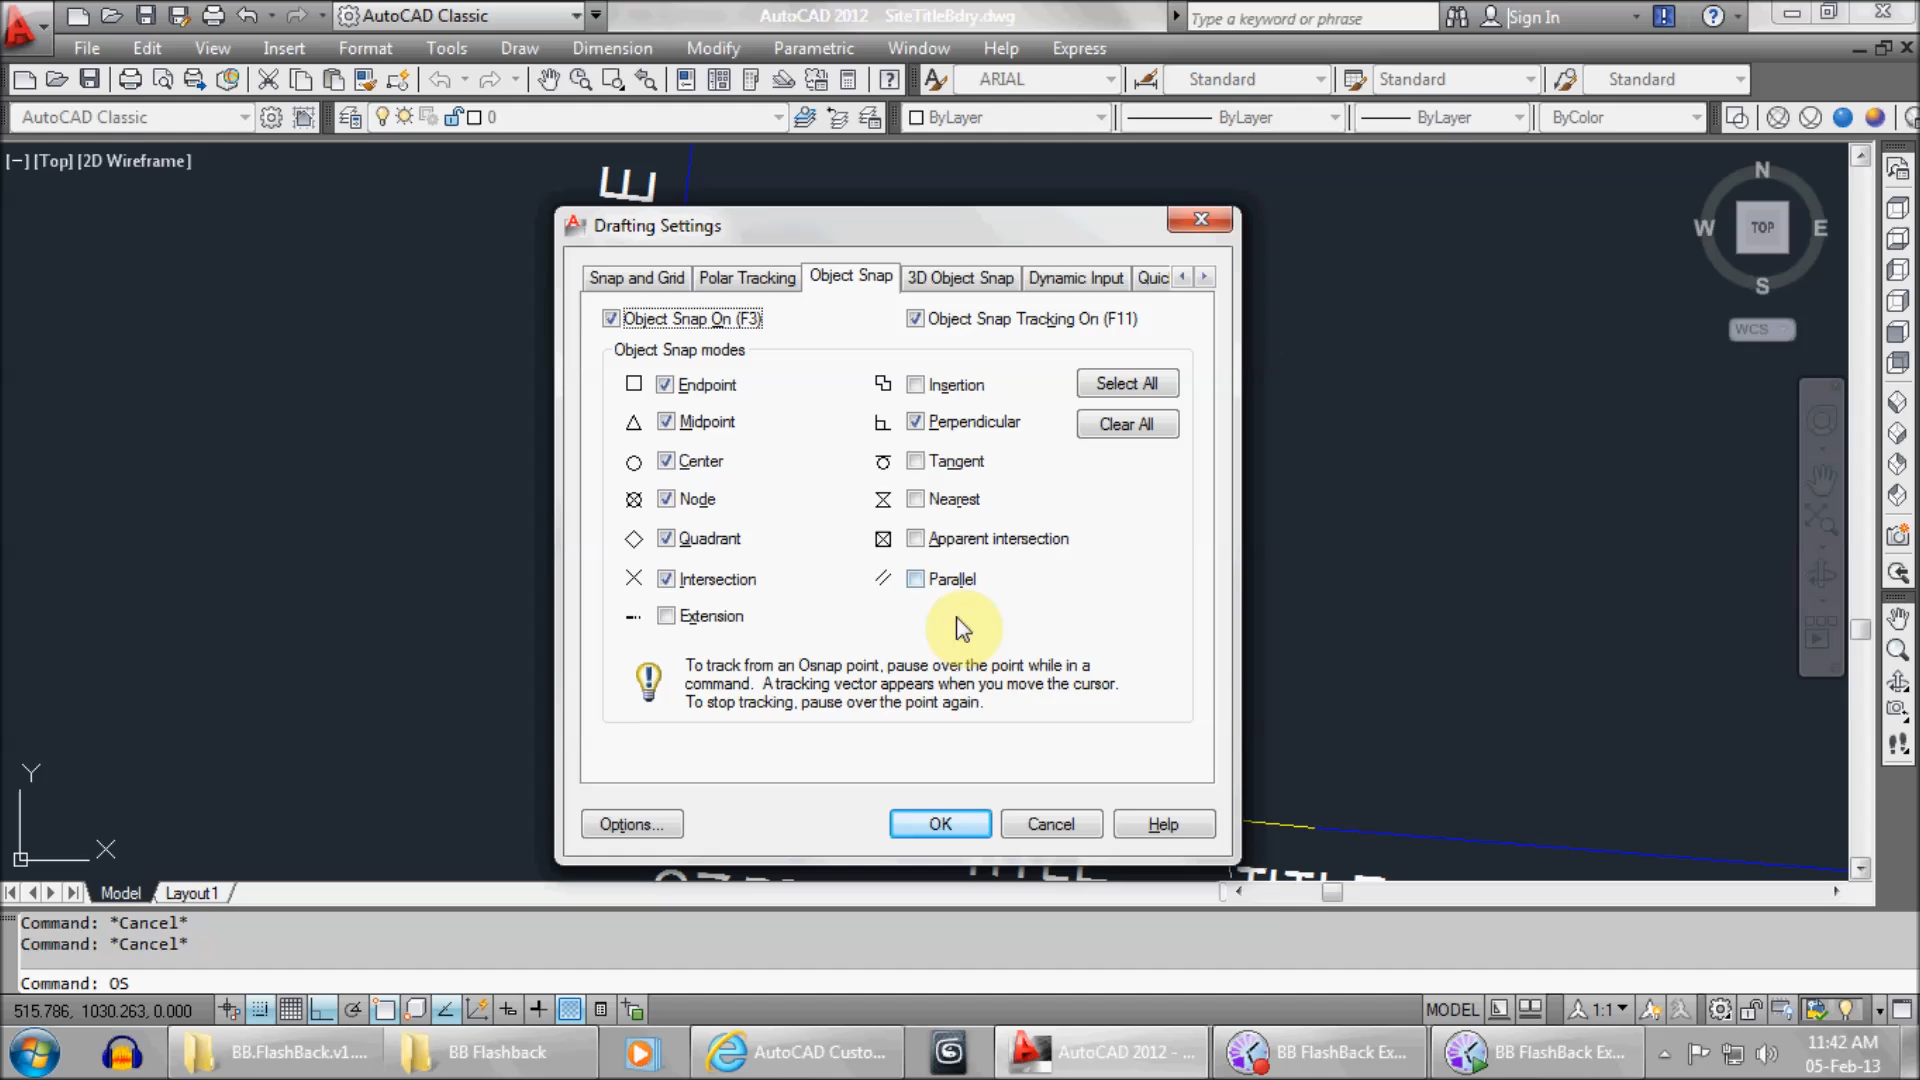 AutoCAD Classic
AutoCAD 2012 SiteTitleBdry.dwg
Type a keyword or phrase
Sign In
File Edit View Insert Format Tools Draw Dimension Modify Parametric Window Help Express
ARIAL Standard Standard Standard
AutoCAD Classic 0 ByLayer ByLayer ByLayer ByColor
[−] [Top] [2D Wireframe]
E
N
W TOP E
S
WCS
Drafting Settings
Snap and Grid Polar Tracking Object Snap 3D Object Snap Dynamic Input Quic
Object Snap On (F3) Object Snap Tracking On (F11)
Object Snap modes
Endpoint Insertion Select All
Midpoint Perpendicular Clear All
Center Tangent
Node Nearest
Quadrant Apparent intersection
Intersection Parallel
Extension
To track from an Osnap point, pause over the point while in a
command. A tracking vector appears when you move the cursor.
To stop tracking, pause over the point again.
Options... OK Cancel Help
Y
X
TITLE
Model Layout1
Command: *Cancel*
Command: *Cancel*
Command: OS
515.786, 1030.263, 0.000 MODEL 1:1
BB.FlashBack.v1.... BB Flashback AutoCAD Custo... AutoCAD 2012 - ... BB FlashBack Ex... BB FlashBack Ex... 11:42 AM
05-Feb-13